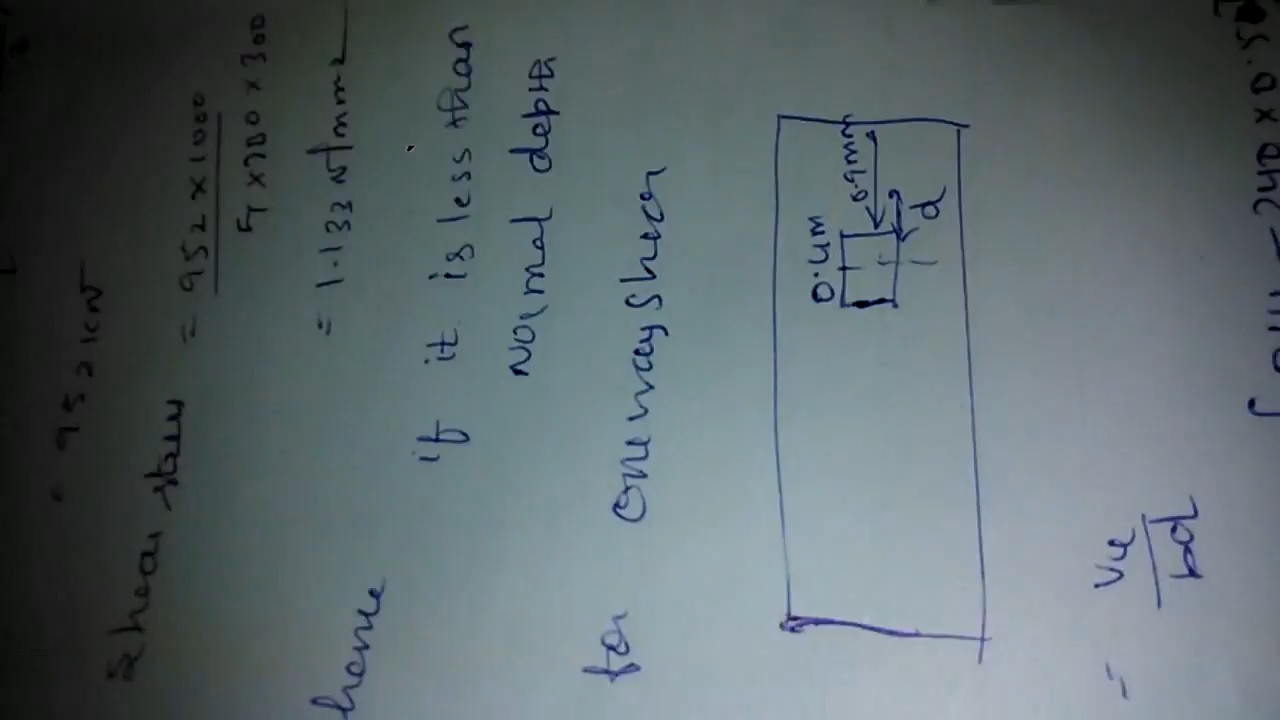 = 952 kN
Shear stress = 952 × 1000
4 × 700 × 300
= 1.133 N/mm2
hence if it is less than
Normal depth
for one way Shear
0.4m
0.9mm
d
= Vu
bd